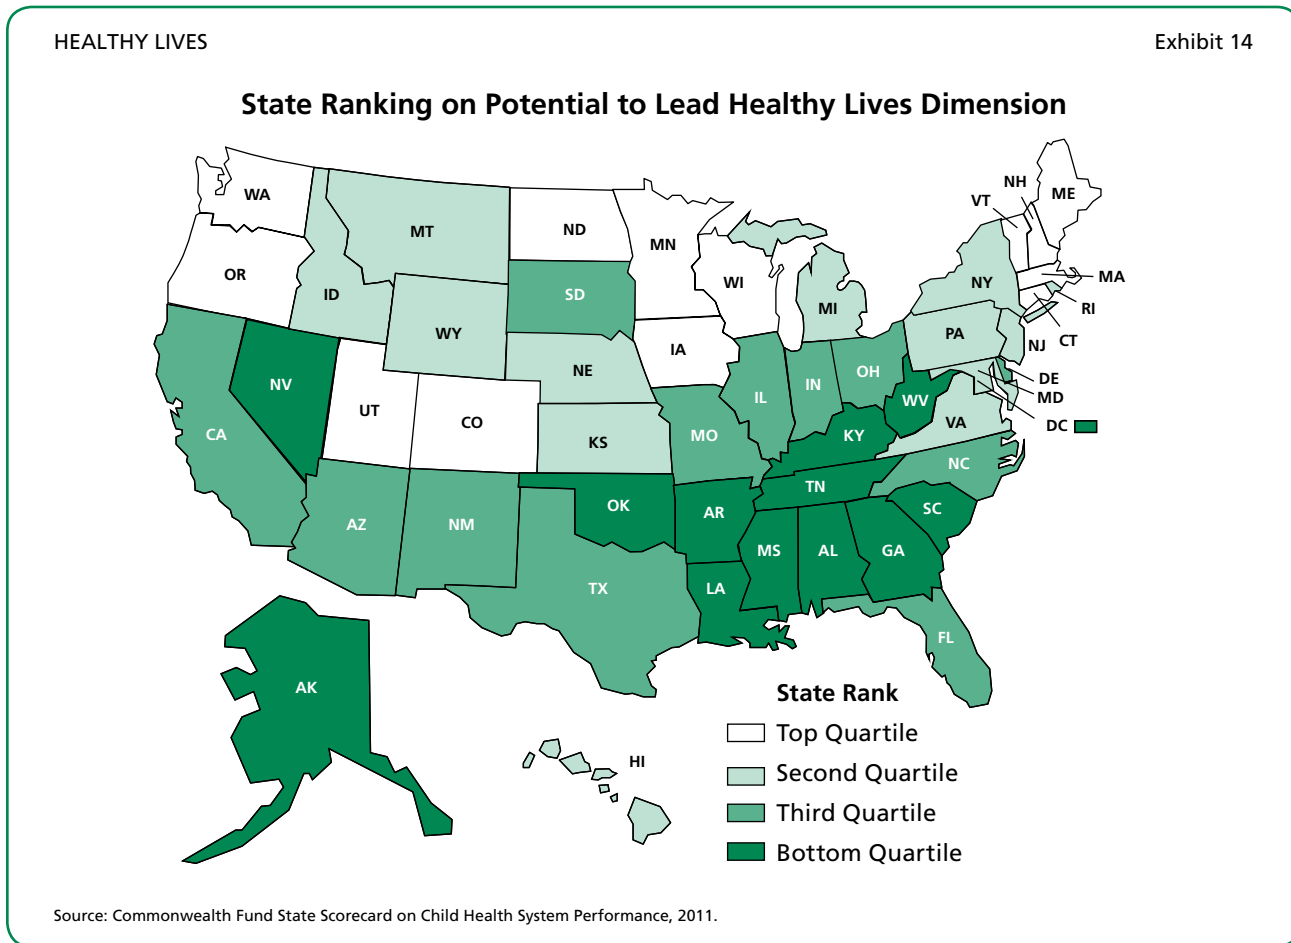 HEALTHY LIVES
Exhibit 14
State Ranking on Potential to Lead Healthy Lives Dimension
WA
MT
ND
MN
VT
NH
ME
OR
ID
SD
WI
MI
NY
MA
RI
WY
IA
PA
NJ
CT
NV
UT
CO
NE
IL
IN
OH
DE
MD
DC
CA
KS
MO
WV
KY
VA
NC
AZ
NM
OK
AR
TN
SC
MS
AL
GA
TX
LA
FL
AK
HI
State Rank
Top Quartile
Second Quartile
Third Quartile
Bottom Quartile
Source: Commonwealth Fund State Scorecard on Child Health System Performance, 2011.